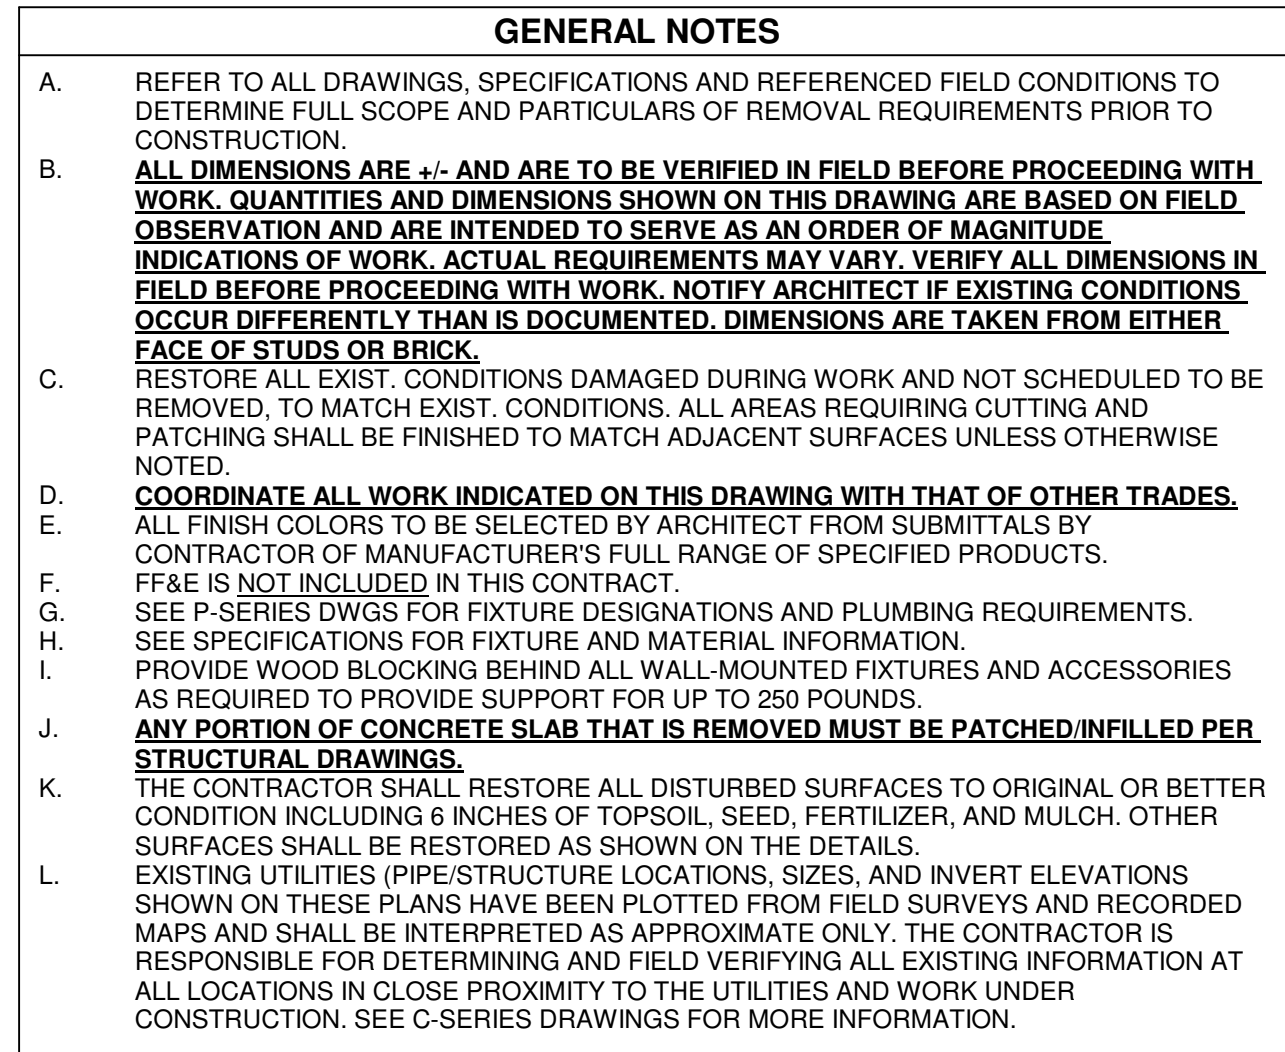 GENERAL NOTES
A. REFER TO ALL DRAWINGS, SPECIFICATIONS AND REFERENCED FIELD CONDITIONS TO
DETERMINE FULL SCOPE AND PARTICULARS OF REMOVAL REQUIREMENTS PRIOR TO
CONSTRUCTION.
B. ALL DIMENSIONS ARE +/- AND ARE TO BE VERIFIED IN FIELD BEFORE PROCEEDING WITH
WORK. QUANTITIES AND DIMENSIONS SHOWN ON THIS DRAWING ARE BASED ON FIELD
OBSERVATION AND ARE INTENDED TO SERVE AS AN ORDER OF MAGNITUDE
INDICATIONS OF WORK. ACTUAL REQUIREMENTS MAY VARY. VERIFY ALL DIMENSIONS IN
FIELD BEFORE PROCEEDING WITH WORK. NOTIFY ARCHITECT IF EXISTING CONDITIONS
OCCUR DIFFERENTLY THAN IS DOCUMENTED. DIMENSIONS ARE TAKEN FROM EITHER
FACE OF STUDS OR BRICK.
C. RESTORE ALL EXIST. CONDITIONS DAMAGED DURING WORK AND NOT SCHEDULED TO BE
REMOVED, TO MATCH EXIST. CONDITIONS. ALL AREAS REQUIRING CUTTING AND
PATCHING SHALL BE FINISHED TO MATCH ADJACENT SURFACES UNLESS OTHERWISE
NOTED.
D. COORDINATE ALL WORK INDICATED ON THIS DRAWING WITH THAT OF OTHER TRADES.
E. ALL FINISH COLORS TO BE SELECTED BY ARCHITECT FROM SUBMITTALS BY
CONTRACTOR OF MANUFACTURER'S FULL RANGE OF SPECIFIED PRODUCTS.
F. FF&E IS NOT INCLUDED IN THIS CONTRACT.
G. SEE P-SERIES DWGS FOR FIXTURE DESIGNATIONS AND PLUMBING REQUIREMENTS.
H. SEE SPECIFICATIONS FOR FIXTURE AND MATERIAL INFORMATION.
I. PROVIDE WOOD BLOCKING BEHIND ALL WALL-MOUNTED FIXTURES AND ACCESSORIES
AS REQUIRED TO PROVIDE SUPPORT FOR UP TO 250 POUNDS.
J. ANY PORTION OF CONCRETE SLAB THAT IS REMOVED MUST BE PATCHED/INFILLED PER
STRUCTURAL DRAWINGS.
K. THE CONTRACTOR SHALL RESTORE ALL DISTURBED SURFACES TO ORIGINAL OR BETTER
CONDITION INCLUDING 6 INCHES OF TOPSOIL, SEED, FERTILIZER, AND MULCH. OTHER
SURFACES SHALL BE RESTORED AS SHOWN ON THE DETAILS.
L. EXISTING UTILITIES (PIPE/STRUCTURE LOCATIONS, SIZES, AND INVERT ELEVATIONS
SHOWN ON THESE PLANS HAVE BEEN PLOTTED FROM FIELD SURVEYS AND RECORDED
MAPS AND SHALL BE INTERPRETED AS APPROXIMATE ONLY. THE CONTRACTOR IS
RESPONSIBLE FOR DETERMINING AND FIELD VERIFYING ALL EXISTING INFORMATION AT
ALL LOCATIONS IN CLOSE PROXIMITY TO THE UTILITIES AND WORK UNDER
CONSTRUCTION. SEE C-SERIES DRAWINGS FOR MORE INFORMATION.